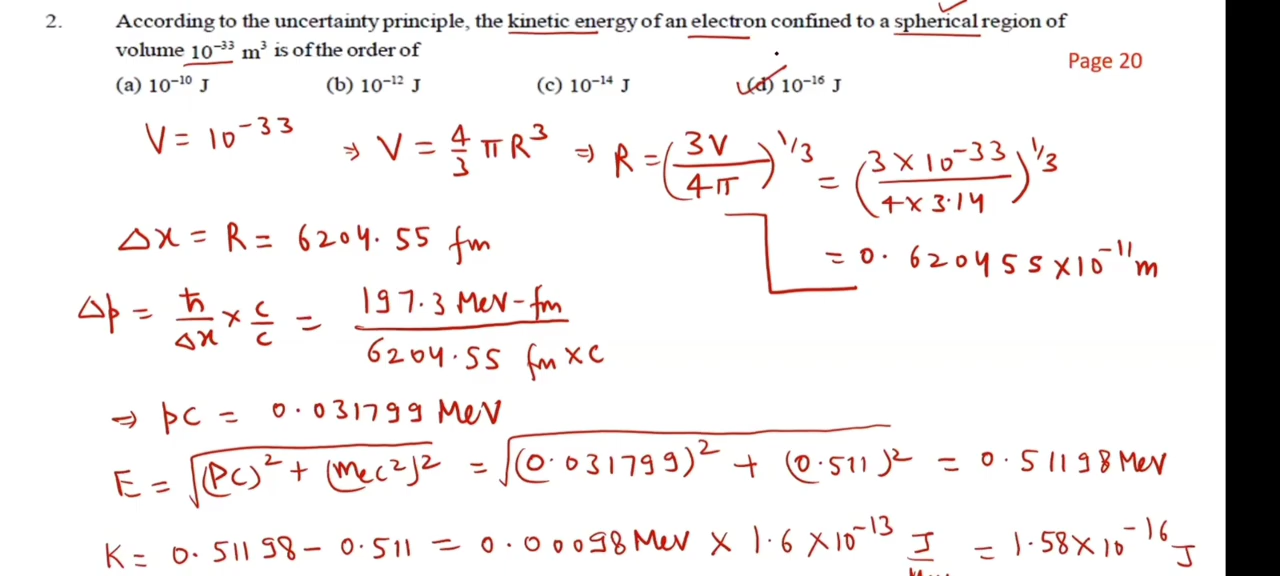 2. According to the uncertainty principle, the kinetic energy of an electron confined to a spherical region of
volume 10⁻³³ m³ is of the order of
Page 20
(a) 10⁻¹⁰ J (b) 10⁻¹² J (c) 10⁻¹⁴ J (d) 10⁻¹⁶ J
V = 10⁻³³ ⇒ V = 4/3 πR³ ⇒ R = (3V/4π)^1/3 = (3×10⁻³³/4×3.14)^1/3
Δx = R = 6204.55 fm
= 0.620455×10⁻¹¹ m
Δp = ħ/Δx × c/c = 197.3 MeV-fm / 6204.55 fm×c
⇒ pc = 0.031799 MeV
E = √((Pc)² + (mec²)²) = √((0.031799)² + (0.511)²) = 0.51198 MeV
K = 0.51198 - 0.511 = 0.00098 MeV × 1.6×10⁻¹³ J = 1.58×10⁻¹⁶ J